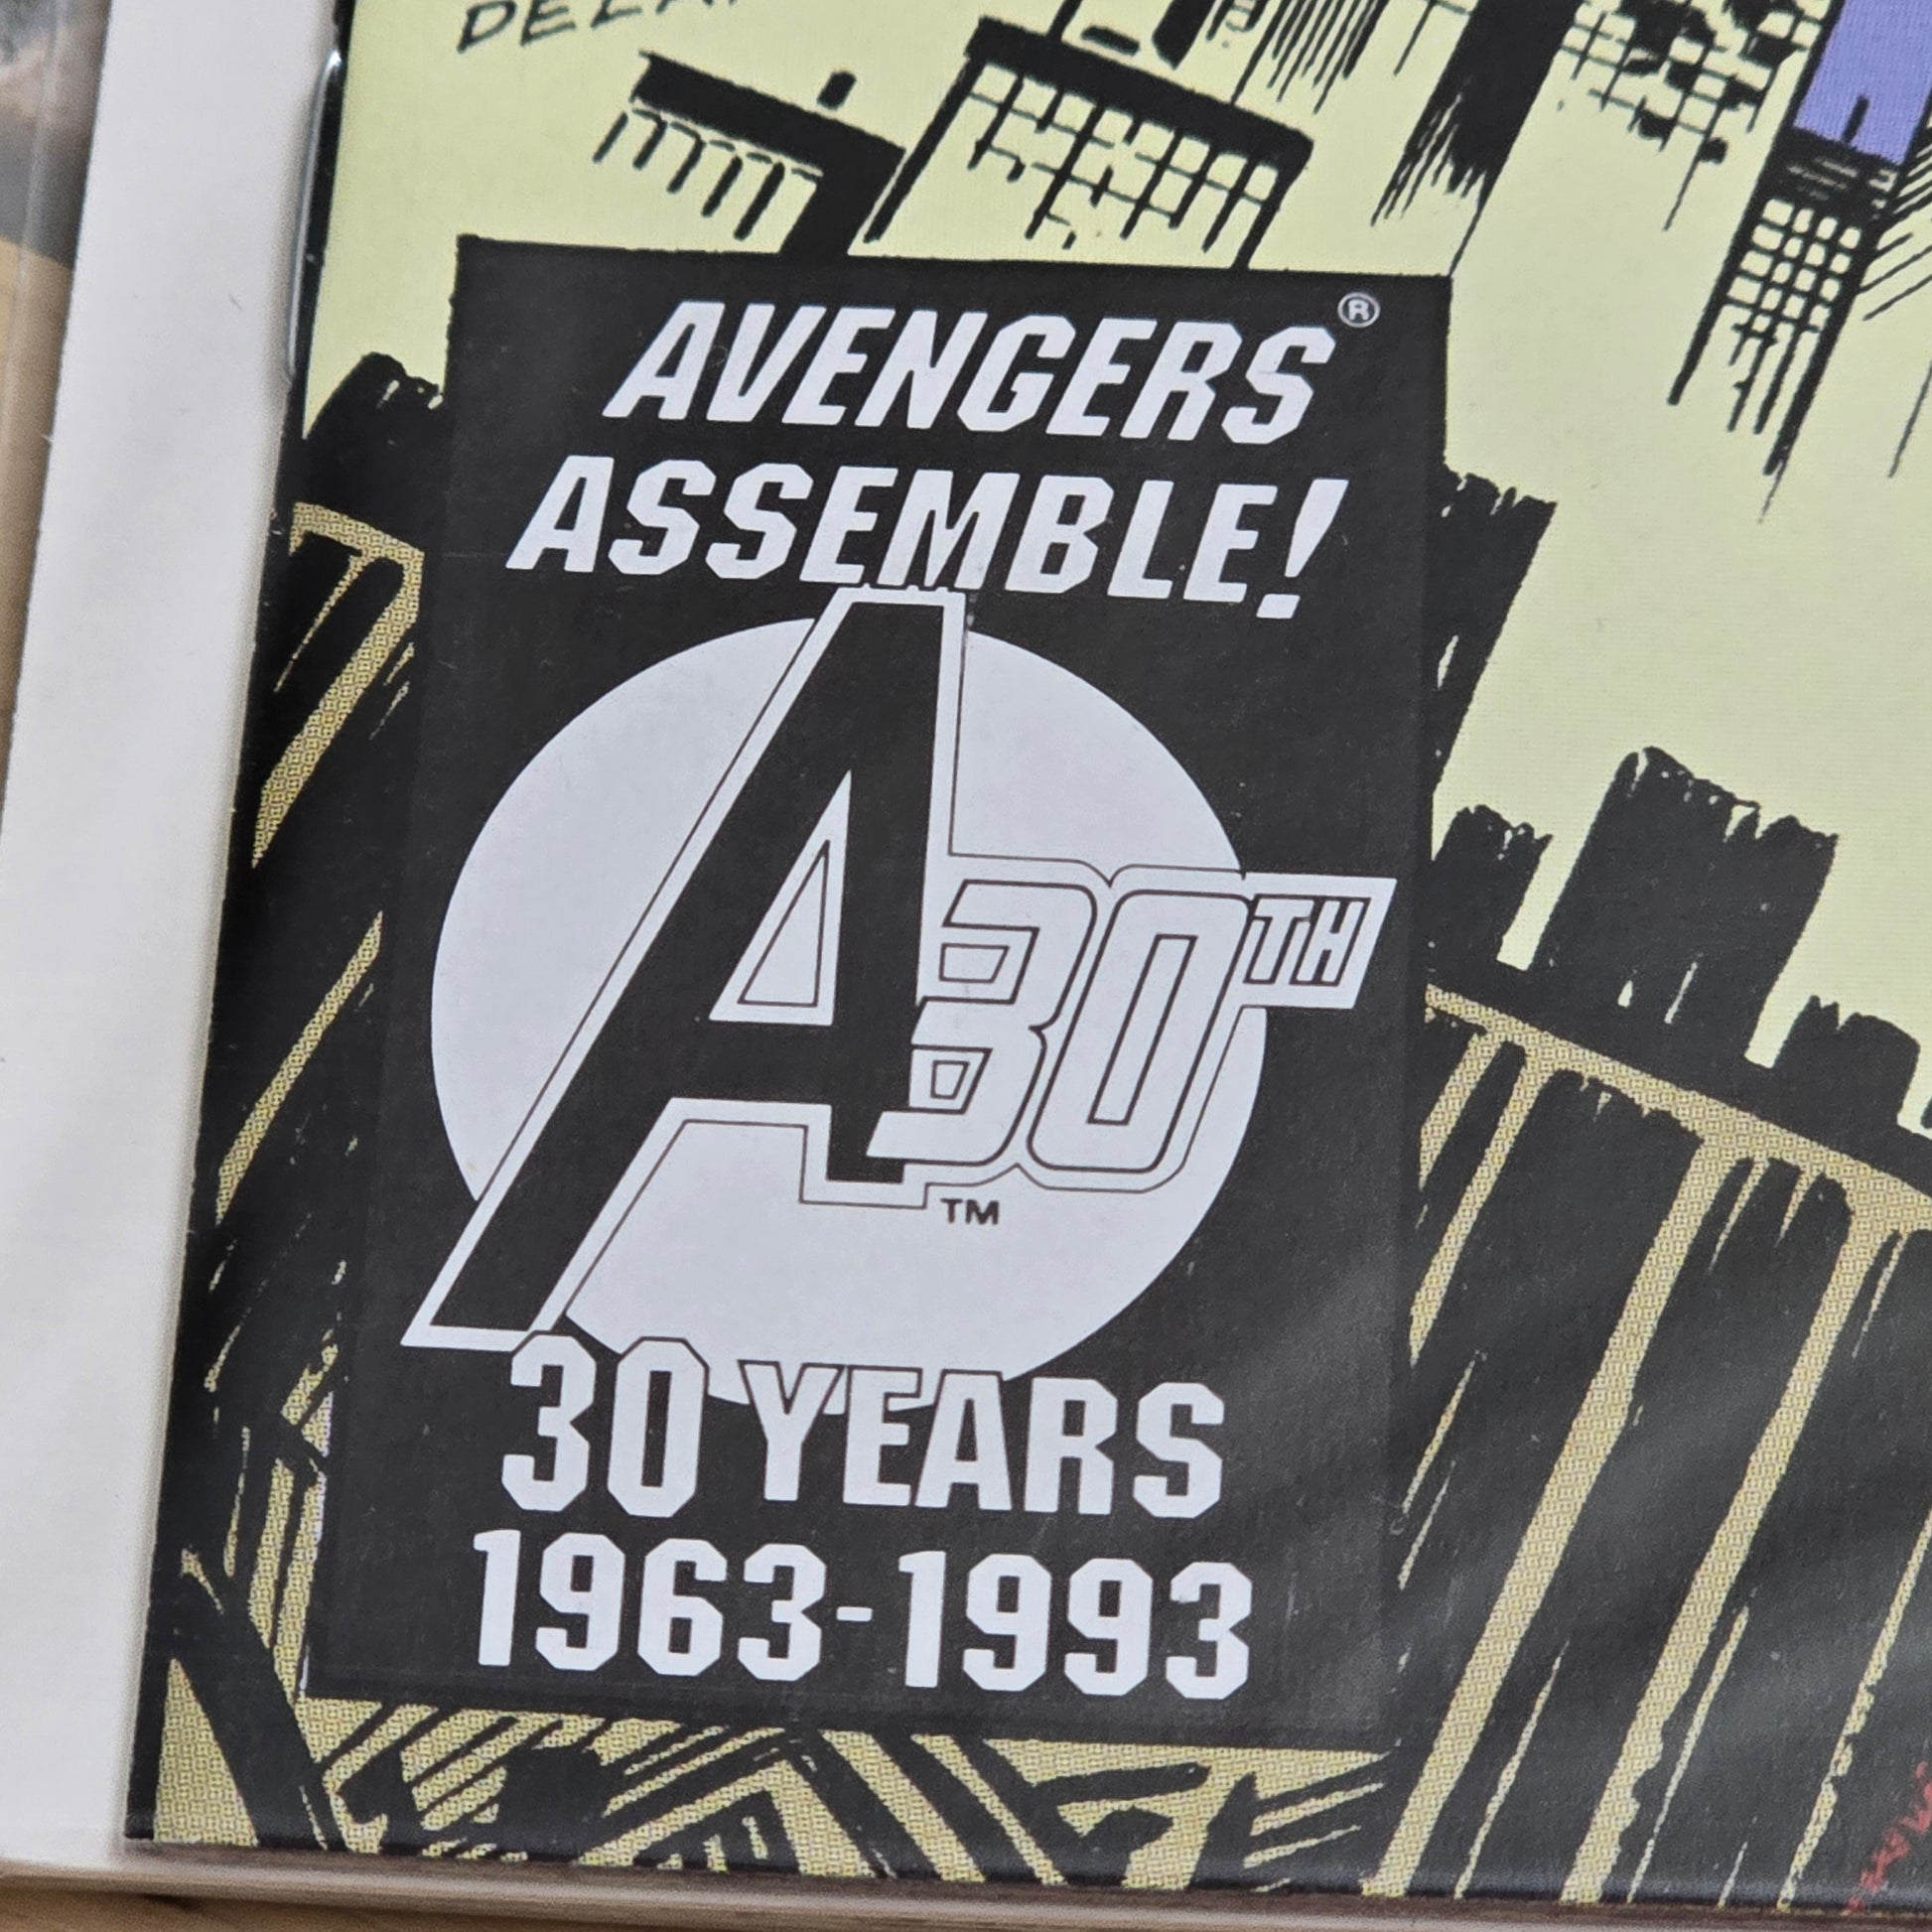 AVENGERS®
ASSEMBLE!
A 30TH
TM
30 YEARS
1963-1993